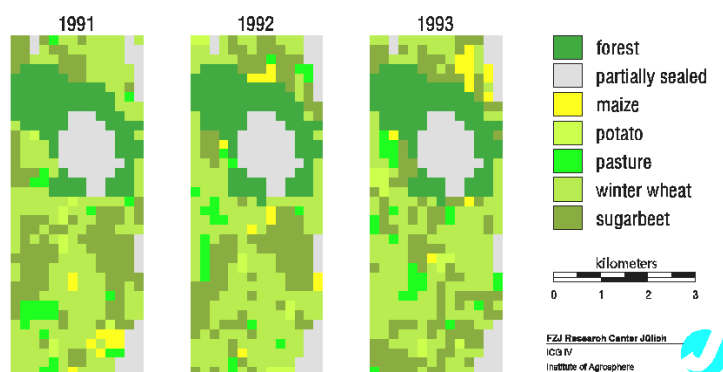 1991
1992
1993
forest
partially sealed
maize
potato
pasture
winter wheat
sugarbeet
kilometers
0 1 2 3
FZJ Research Center Jülich
ICG IV
Institute of Agrosphere